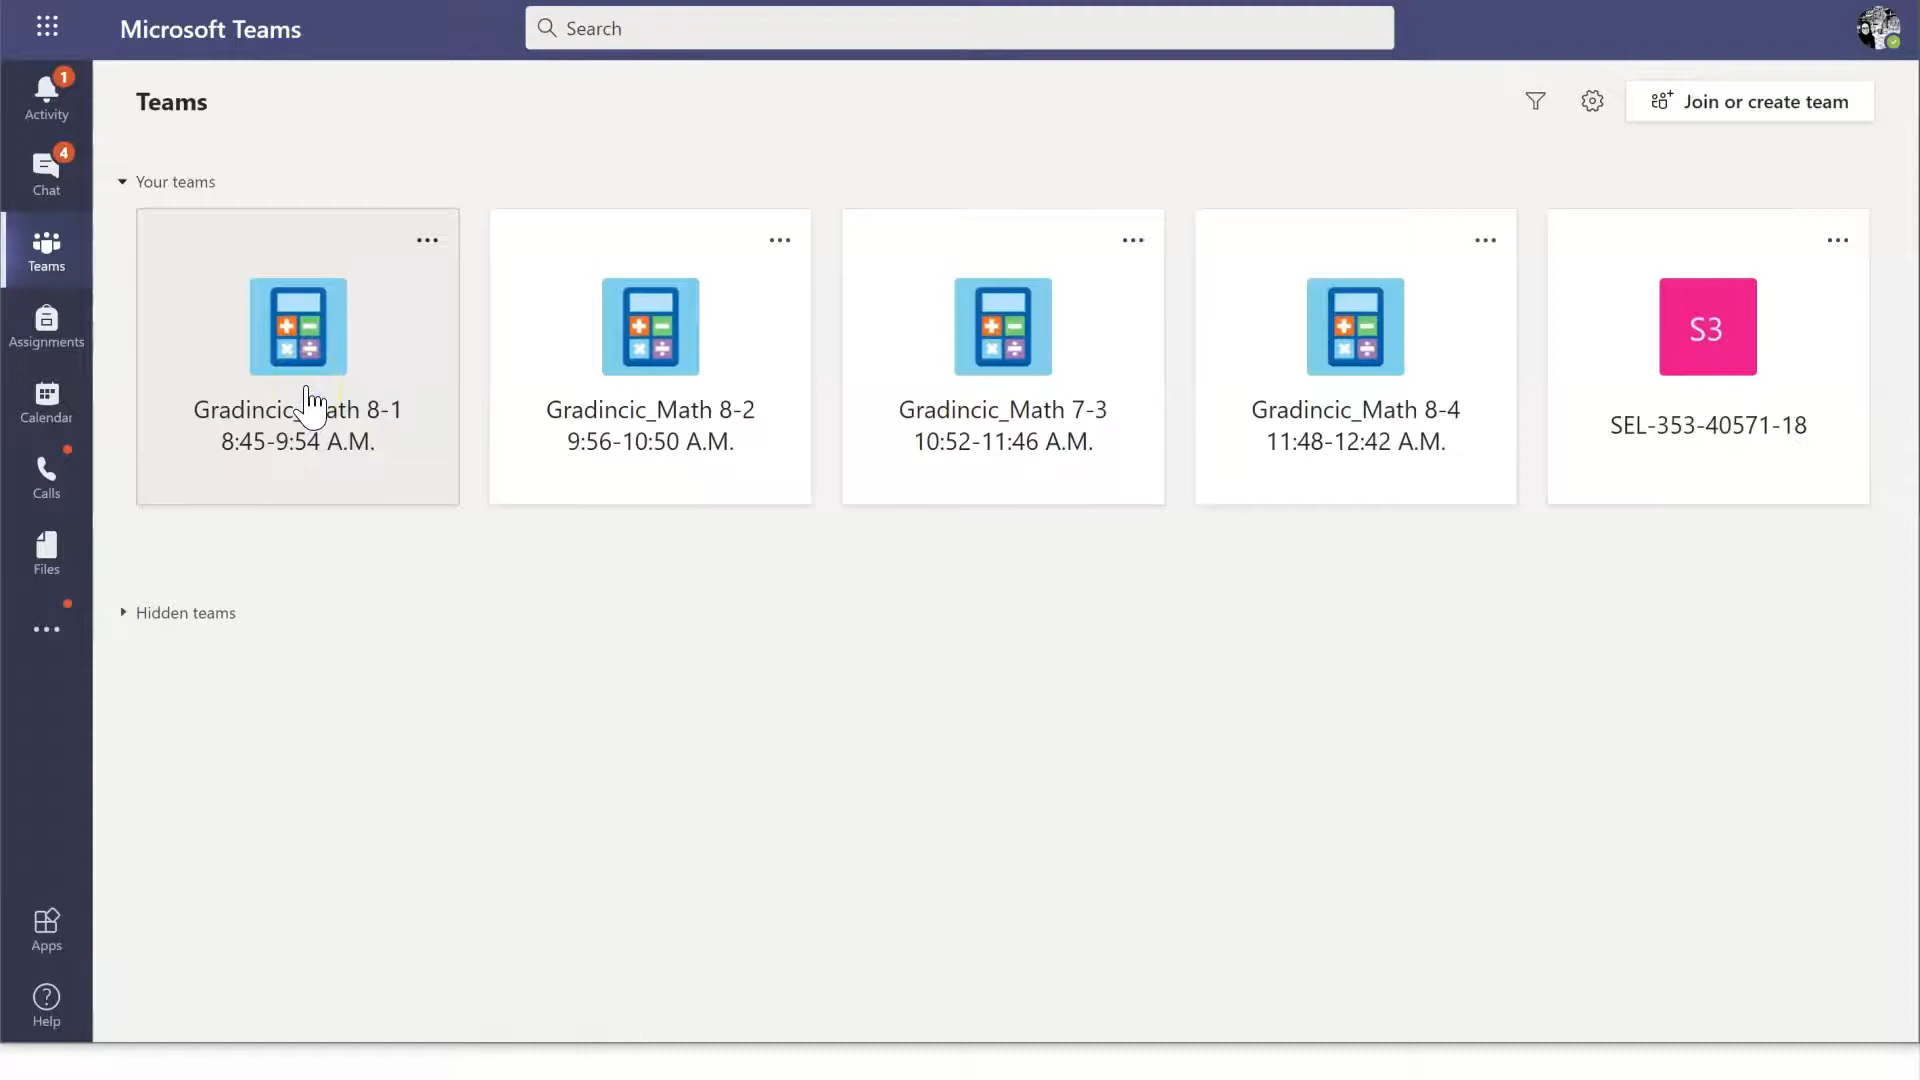 Microsoft Teams
Search
1
Activity
4
Chat
Teams
Assignments
Calendar
Calls
Files
Apps
Help
Teams
Join or create team
Your teams
Gradincic_Math 8-1
8:45-9:54 A.M.
Gradincic_Math 8-2
9:56-10:50 A.M.
Gradincic_Math 7-3
10:52-11:46 A.M.
Gradincic_Math 8-4
11:48-12:42 A.M.
S3
SEL-353-40571-18
Hidden teams